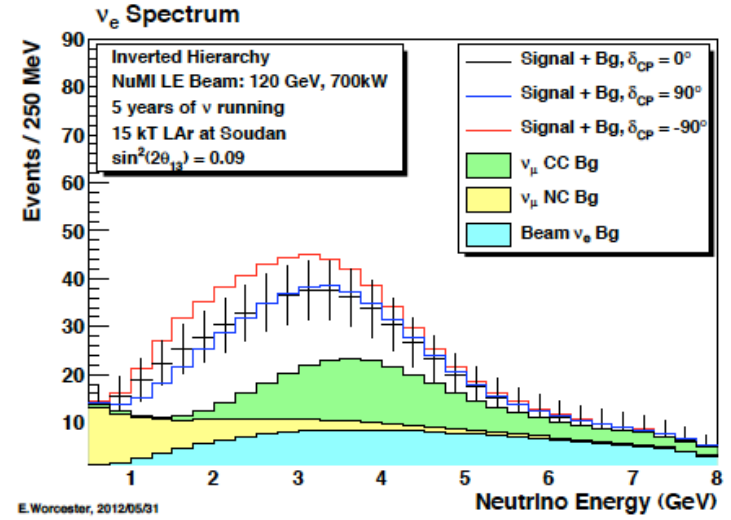 νe Spectrum
Events / 250 MeV
90
80
70
60
50
40
30
20
10
Inverted Hierarchy
NuMI LE Beam: 120 GeV, 700kW
5 years of ν running
15 kT LAr at Soudan
sin²(2θ₁₃) = 0.09
Signal + Bg, δCP = 0°
Signal + Bg, δCP = 90°
Signal + Bg, δCP = -90°
νμ CC Bg
νμ NC Bg
Beam νe Bg
1 2 3 4 5 6 7 8
Neutrino Energy (GeV)
E.Worcester, 2012/05/31